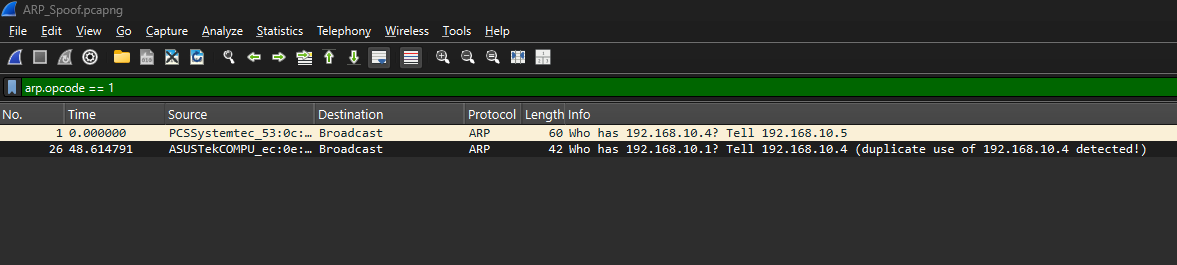 ARP_Spoof.pcapng
File Edit View Go Capture Analyze Statistics Telephony Wireless Tools Help
arp.opcode == 1
No. Time Source Destination Protocol Length Info
1 0.000000 PCSSystemtec_53:0c:… Broadcast ARP 60 Who has 192.168.10.4? Tell 192.168.10.5
26 48.614791 ASUSTekCOMPU_ec:0e:… Broadcast ARP 42 Who has 192.168.10.1? Tell 192.168.10.4 (duplicate use of 192.168.10.4 detected!)